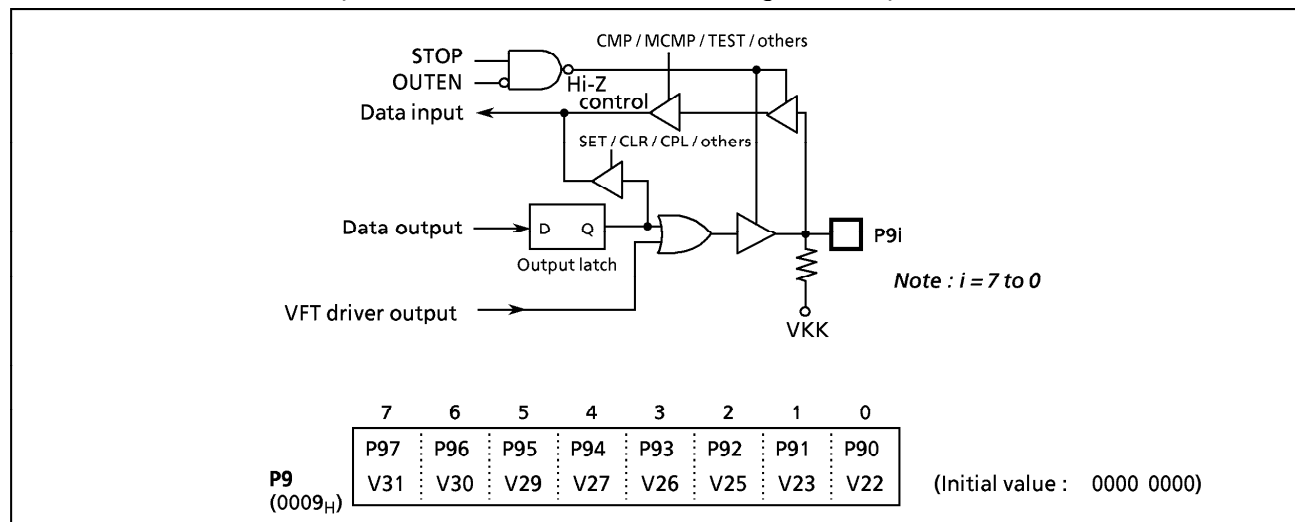 CMP / MCMP / TEST / others
STOP
OUTEN
Hi-Z
control
Data input
SET / CLR / CPL / others
Data output
D Q
P9i
Output latch
Note : i = 7 to 0
VFT driver output
VKK
7 6 5 4 3 2 1 0
P97 P96 P95 P94 P93 P92 P91 P90
P9 V31 V30 V29 V27 V26 V25 V23 V22 (Initial value : 0000 0000)
(0009H)